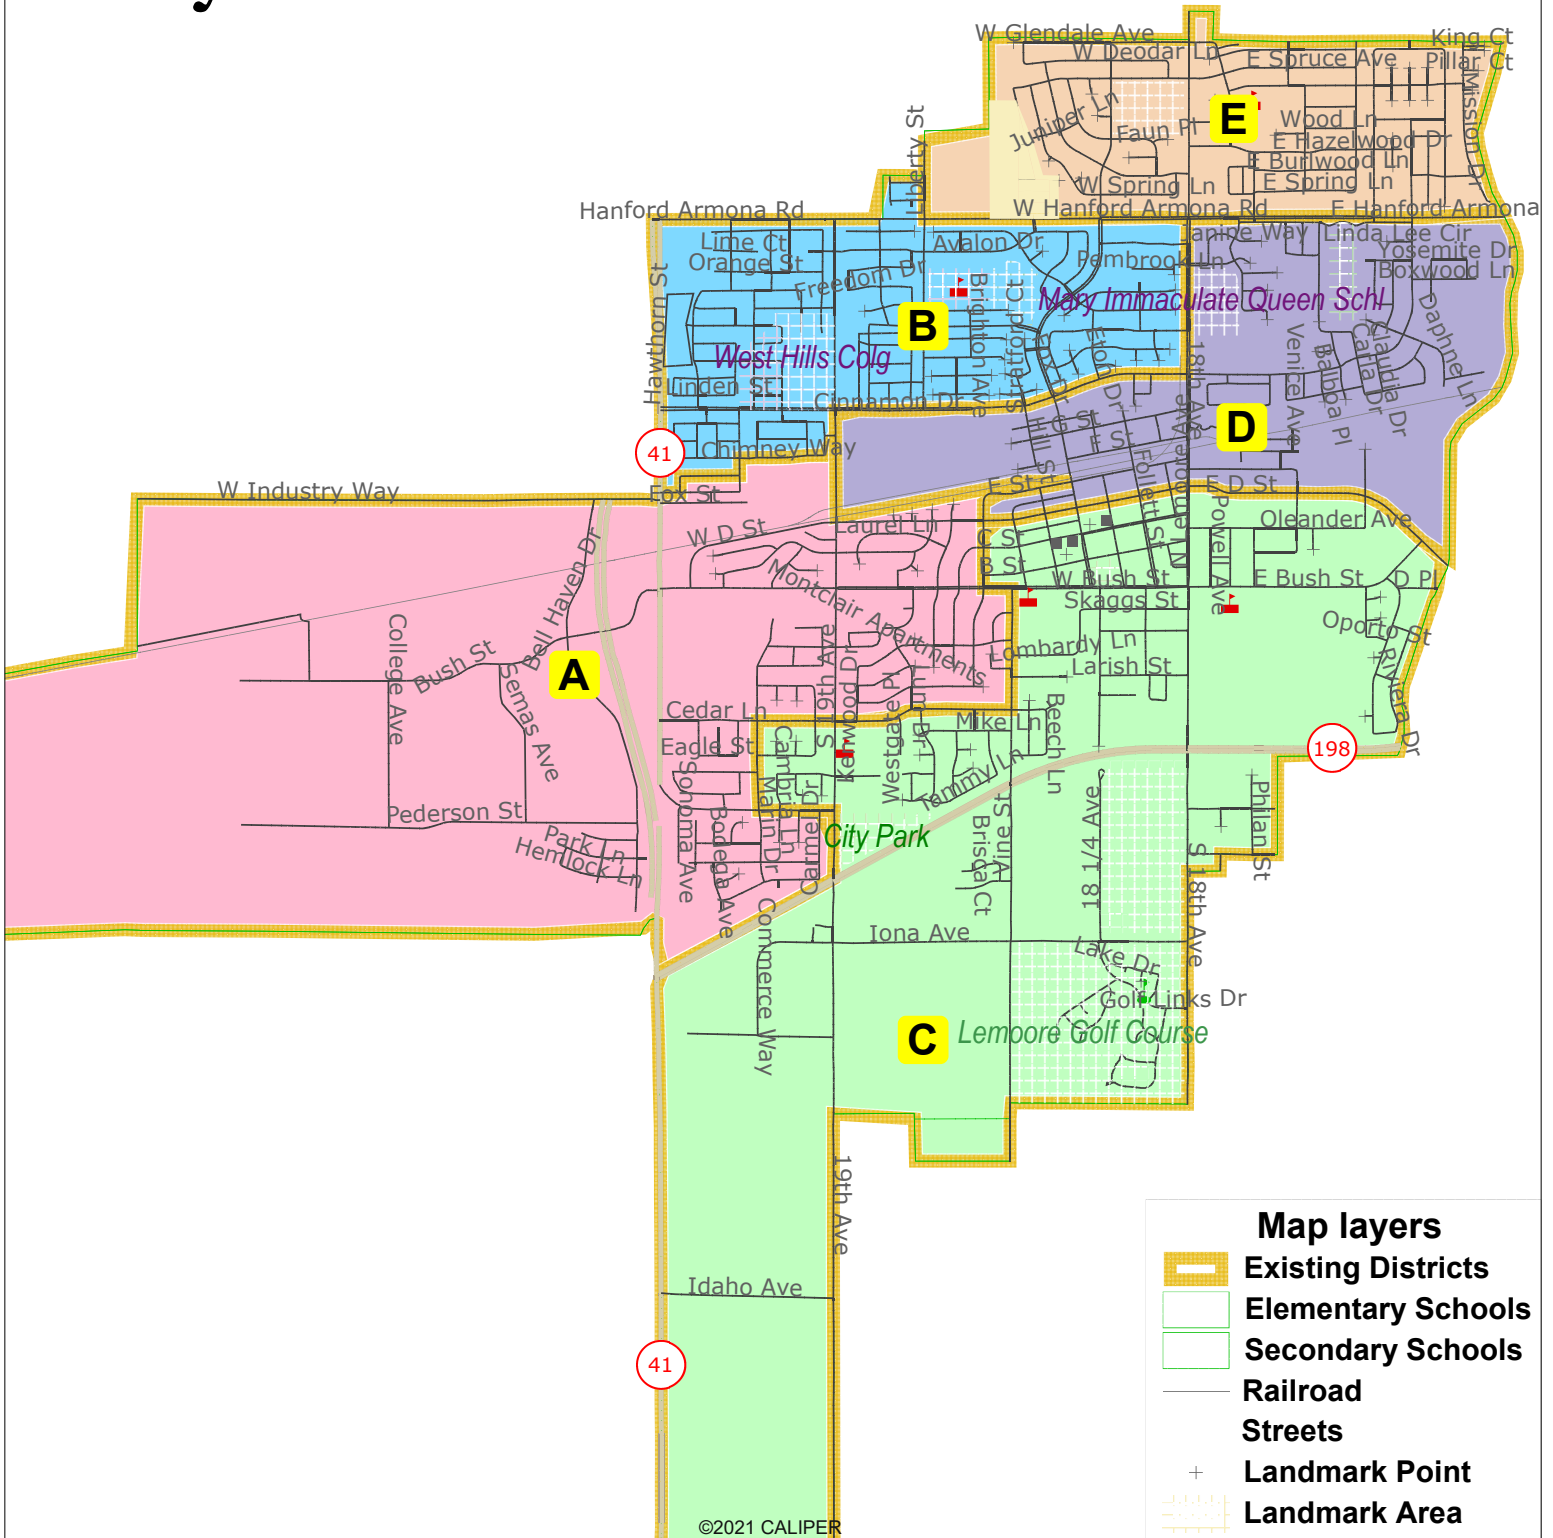 W Glendale Ave
King Ct
W Deodar Ln
E Spruce Ave
Pillar Ct
Mission Dr
Juniper Ln
Faun Pl
E
Wood Ln
E Hazelwood Dr
E Burlwood Ln
W Spring Ln
E Spring Ln
Liberty St
Hanford Armona Rd
W Hanford Armona Rd
E Hanford Armona
Lime Ct
Avalon Dr
anine Way
Linda Lee Cir
Orange St
Freedom Dr
Pembrook Ln
Yosemite Dr
Boxwood Ln
Hawthorn St
Brighton Ave
Stratford Ct
Mary Immaculate Queen Schl
B
West Hills Colg
Fox Dr
Eton Dr
18th Ave
Venice Ave
Balboa Pl
Carla Dr
Claudia Dr
Daphne Ln
Linden St
Cinnamon Dr
G St
D
41
Chimney Way
Hill St
F St
N Lemoore Ave
Follett St
W Industry Way
Fox St
E St
E D St
W D St
Laurel Ln
C St
Powell Ave
Oleander Ave
B St
Montclair Apartments
W Bush St
E Bush St
D Pl
Skaggs St
Bell Haven Dr
College Ave
Bush St
A
Semas Ave
S 19th Ave
Kenwood Dr
Lombardy Ln
Larish St
Oporto St
Riviera Dr
Cedar Ln
Westgate Pl
Mike Ln
Beech Ln
Eagle St
Cambria Ln
198
Tammy Ln
Pederson St
Sonoma Ave
Bodega Ave
Marin Dr
Carmel Dr
City Park
Brisca Ct
Vine St
18 1/4 Ave
Philan St
Park Ln
Hemlock Ln
S 18th Ave
Commerce Way
Iona Ave
Lake Dr
Golf Links Dr
C
Lemoore Golf Course
19th Ave
Idaho Ave
41
Map layers
Existing Districts
Elementary Schools
Secondary Schools
Railroad
Streets
Landmark Point
Landmark Area
©2021 CALIPER